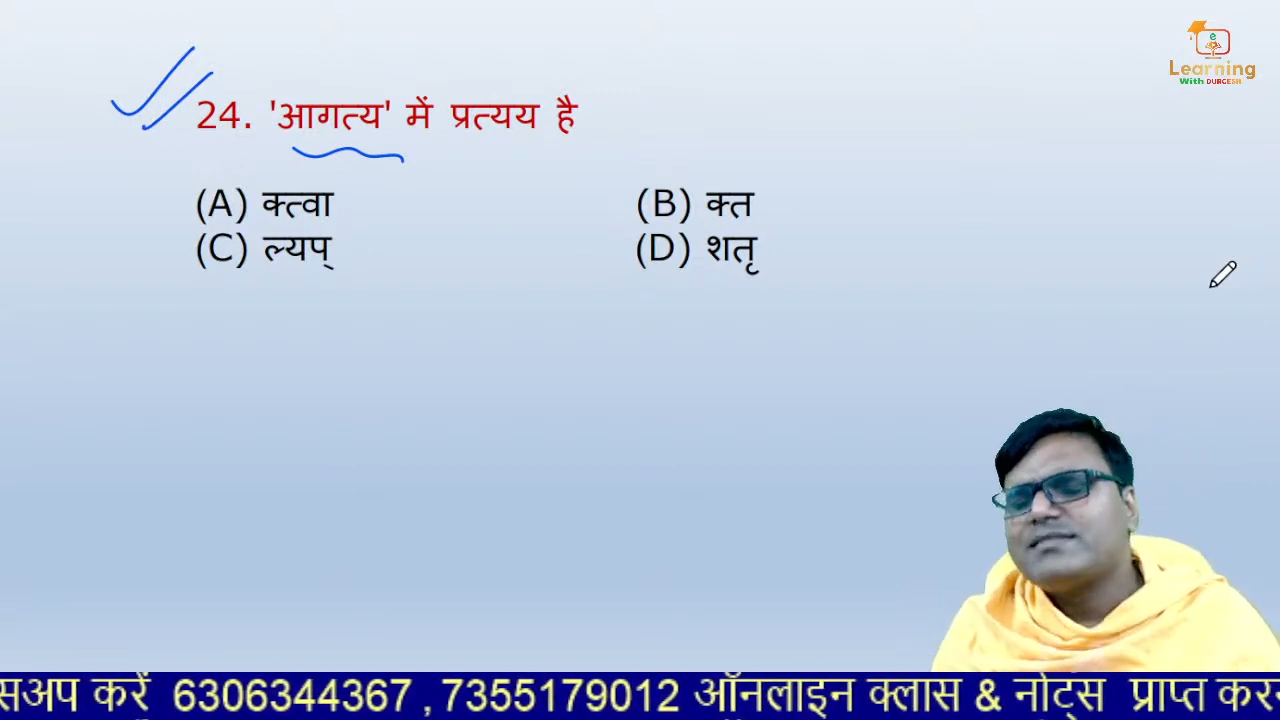 e
Learning
With DURGESH
24. 'आगत्य' में प्रत्यय है
(A) क्त्वा (B) क्त
(C) ल्यप् (D) शतृ
सअप करें 6306344367 , 7355179012 ऑनलाइन क्लास & नोट्स प्राप्त कर